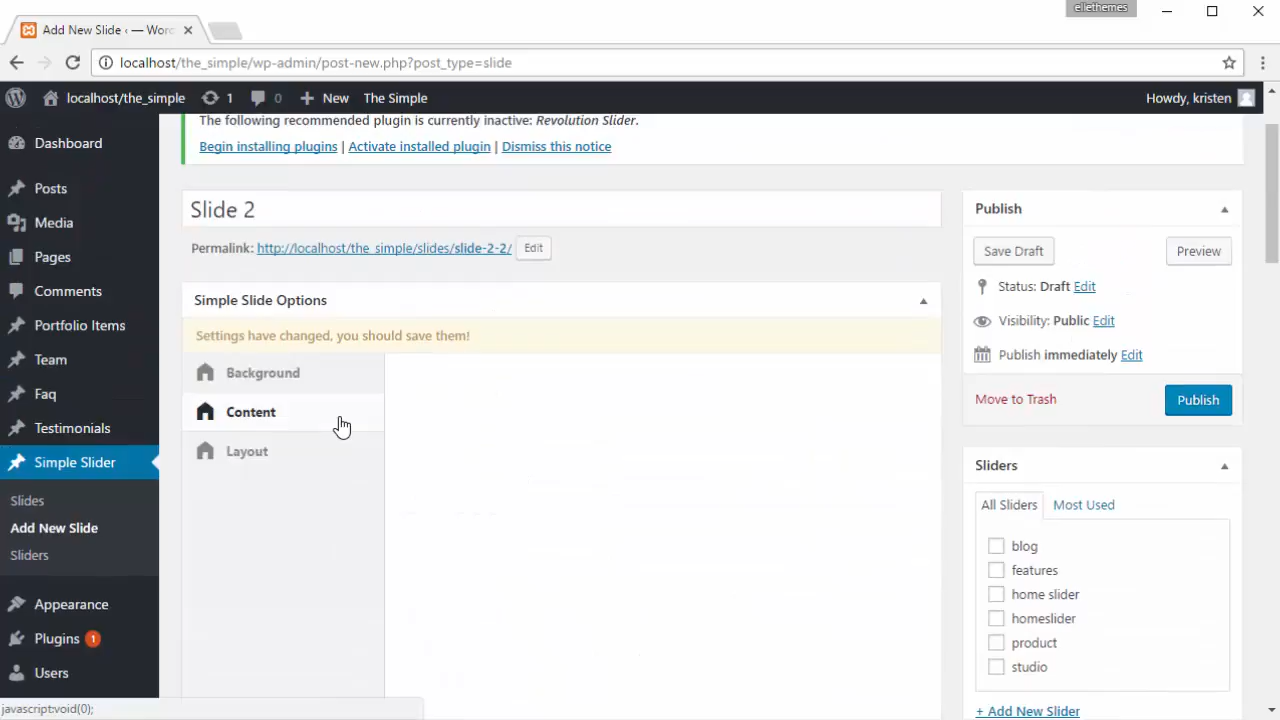 ellethemes
Add New Slide ‹ — Word
localhost/the_simple/wp-admin/post-new.php?post_type=slide
localhost/the_simple 1 0 New The Simple Howdy, kristen
The following recommended plugin is currently inactive: Revolution Slider.
Begin installing plugins | Activate installed plugin | Dismiss this notice
Dashboard
Posts
Media
Pages
Comments
Portfolio Items
Team
Faq
Testimonials
Simple Slider
Slides
Add New Slide
Sliders
Appearance
Plugins 1
Users
Slide 2
Permalink: http://localhost/the_simple/slides/slide-2-2/ Edit
Simple Slide Options
Settings have changed, you should save them!
Background
Content
Layout
Publish
Save Draft Preview
Status: Draft Edit
Visibility: Public Edit
Publish immediately Edit
Move to Trash Publish
Sliders
All Sliders Most Used
blog
features
home slider
homeslider
product
studio
+ Add New Slider
javascript:void(0);